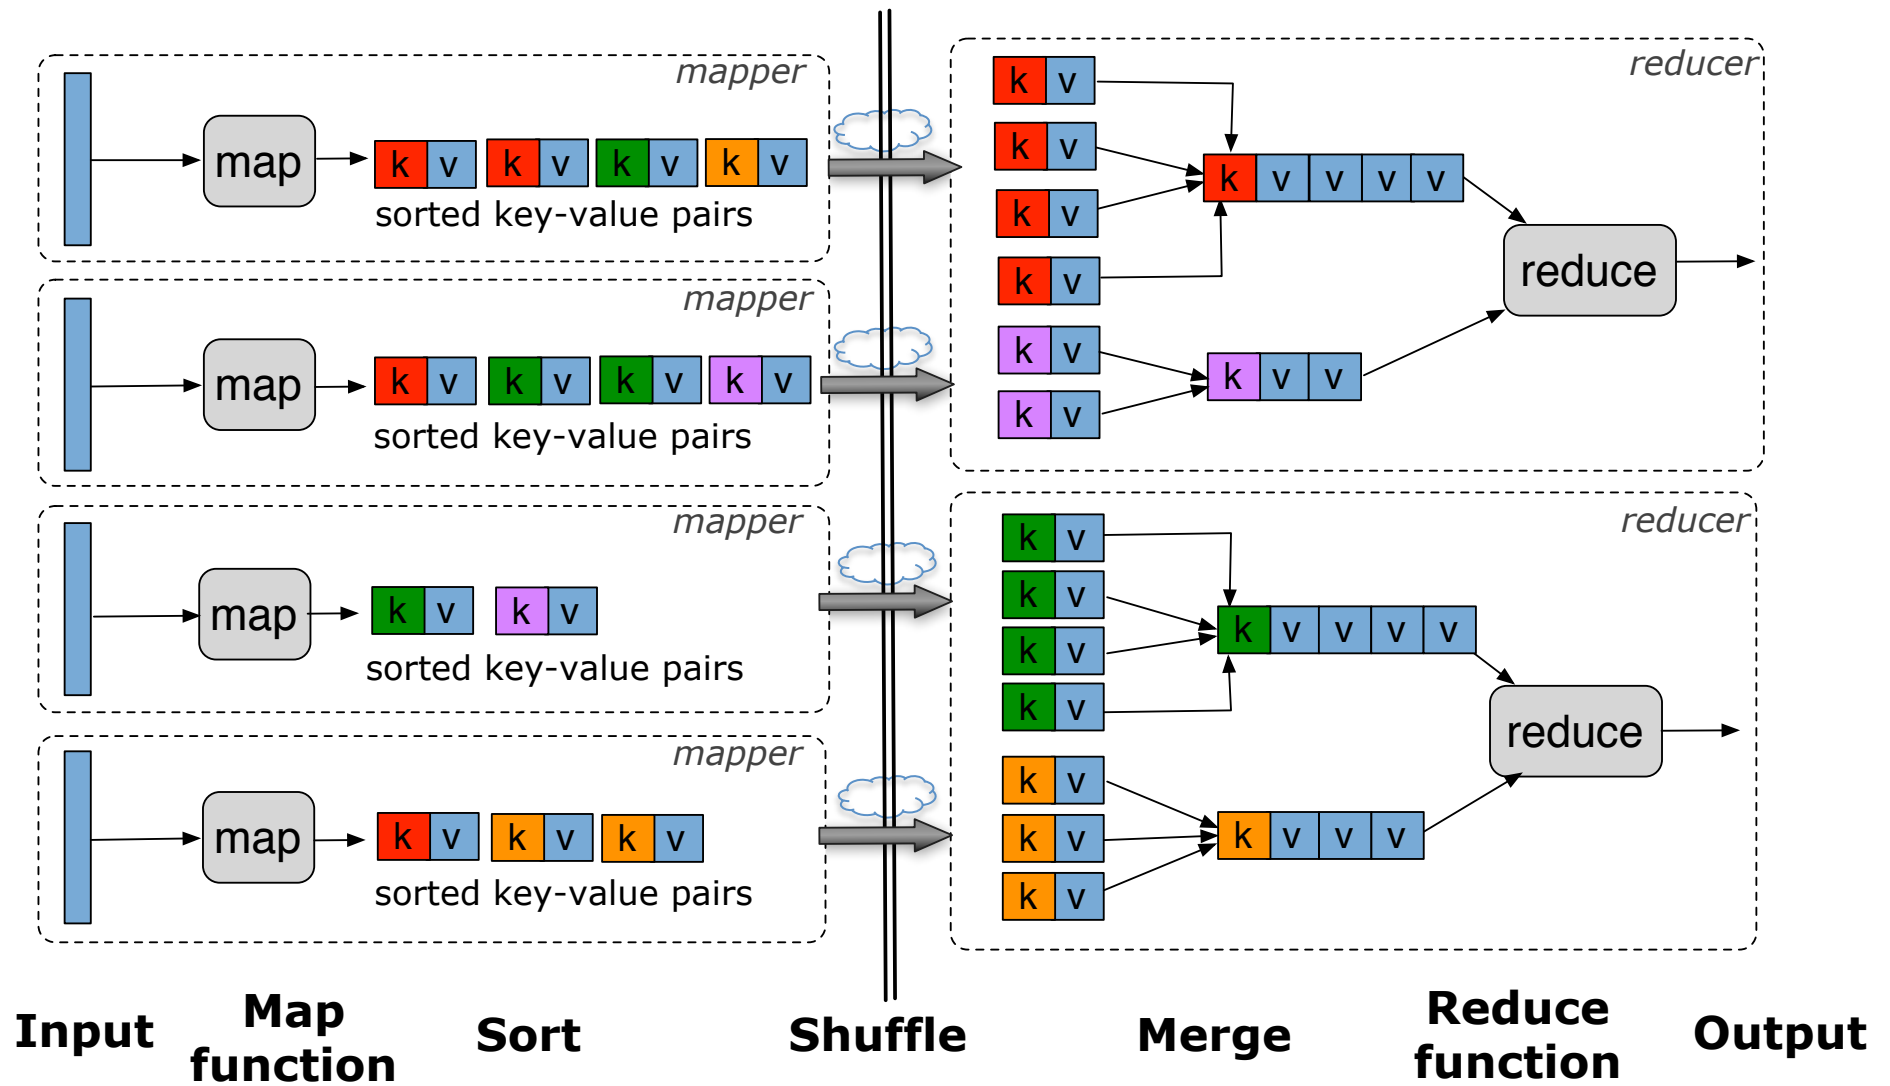 mapper
map
k v k v k v k v
sorted key-value pairs
mapper
map
k v k v k v k v
sorted key-value pairs
mapper
map
k v k v
sorted key-value pairs
mapper
map
k v k v k v
sorted key-value pairs
reducer
k v
k v
k v
k v
k v v v v
k v
k v
k v v
reduce
reducer
k v
k v
k v
k v
k v v v v
k v
k v
k v
k v v v
reduce
Input
Map
function
Sort
Shuffle
Merge
Reduce
function
Output